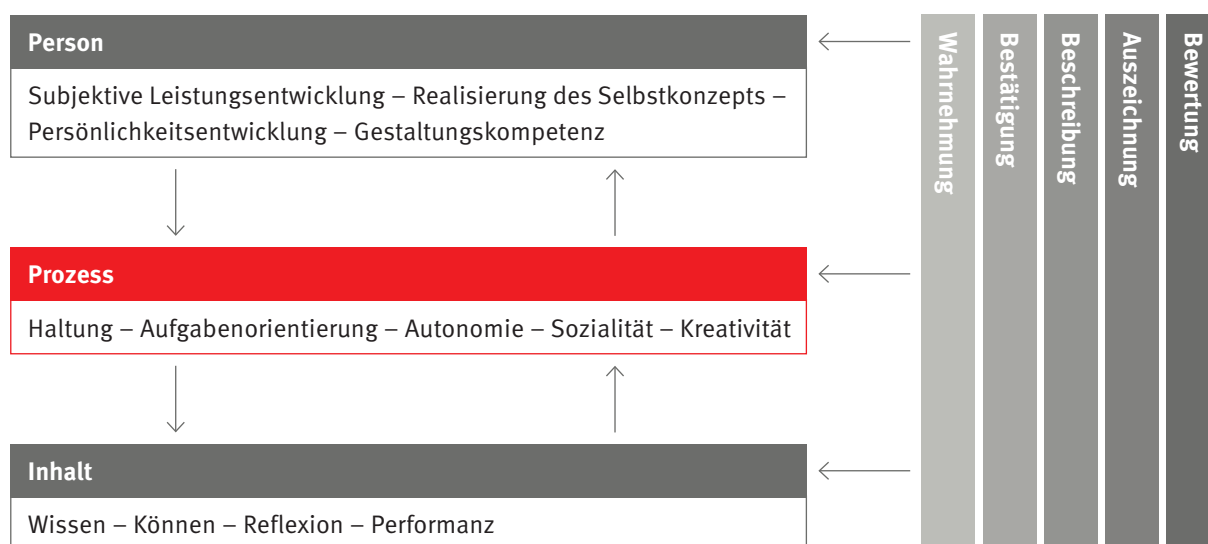 Person
Subjektive Leistungsentwicklung – Realisierung des Selbstkonzepts –
Persönlichkeitsentwicklung – Gestaltungskompetenz
Prozess
Haltung – Aufgabenorientierung – Autonomie – Sozialität – Kreativität
Inhalt
Wissen – Können – Reflexion – Performanz
Wahrnehmung
Bestätigung
Beschreibung
Auszeichnung
Bewertung